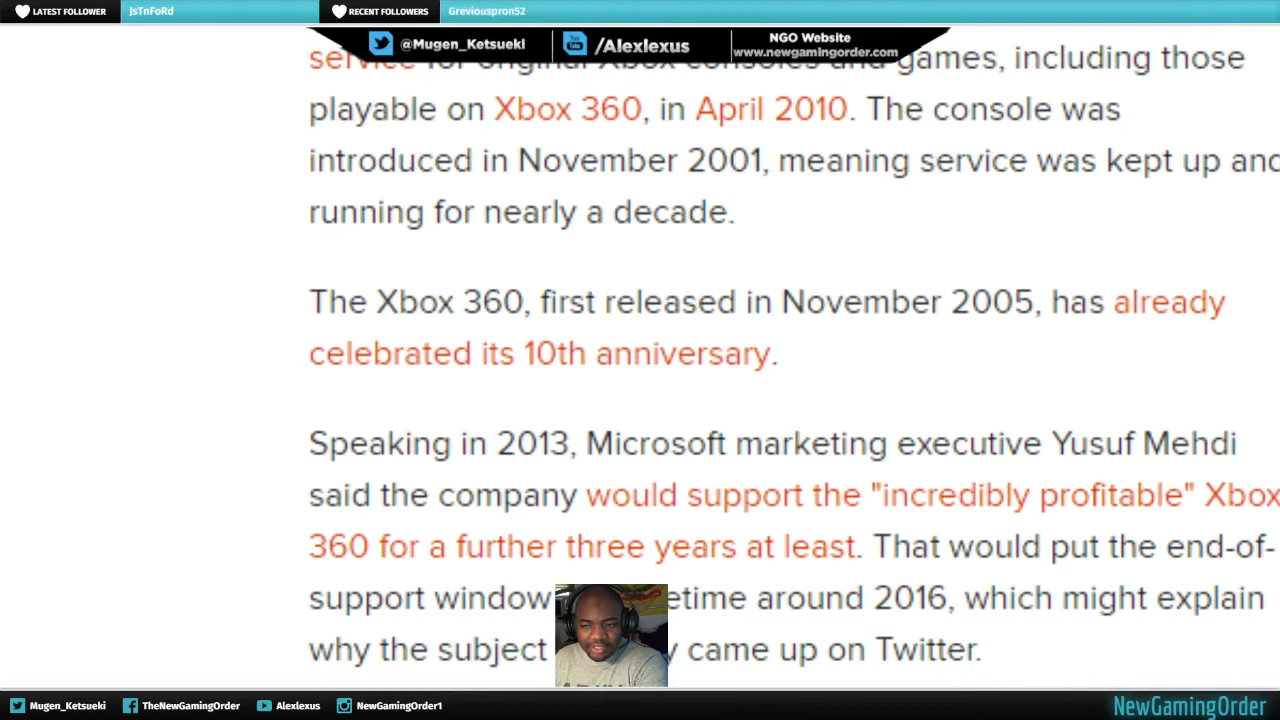 LATEST FOLLOWER JsTnFoRd RECENT FOLLOWERS Greviouspron52
@Mugen_Ketsueki You Tube /Alexlexus NGO Website
www.newgamingorder.com
service for original Xbox consoles and games, including those
playable on Xbox 360, in April 2010. The console was
introduced in November 2001, meaning service was kept up and
running for nearly a decade.
The Xbox 360, first released in November 2005, has already
celebrated its 10th anniversary.
Speaking in 2013, Microsoft marketing executive Yusuf Mehdi
said the company would support the "incredibly profitable" Xbox
360 for a further three years at least. That would put the end-of-
support window etime around 2016, which might explain
why the subject y came up on Twitter.
Mugen_Ketsueki TheNewGamingOrder Alexlexus NewGamingOrder1 NewGamingOrder